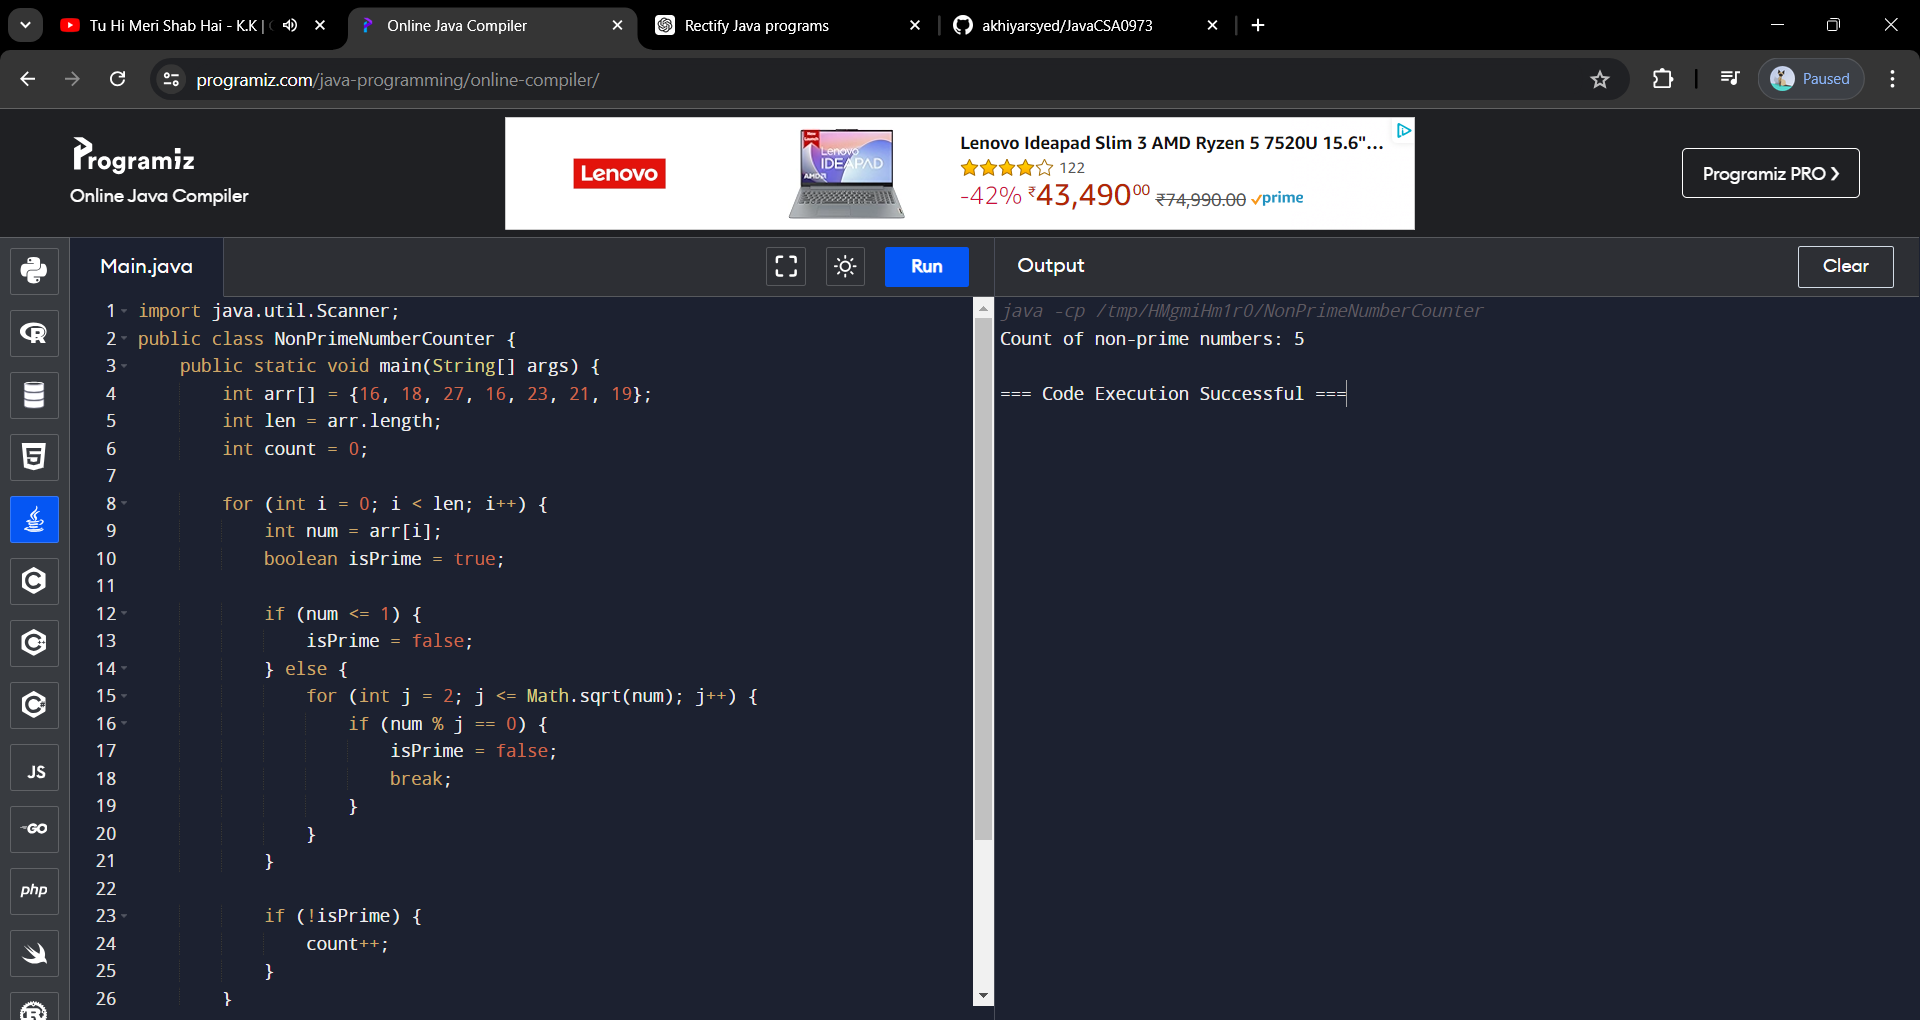 Tu Hi Meri Shab Hai - K.K |
Online Java Compiler
Rectify Java programs
akhiyarsyed/JavaCSA0973
programiz.com/java-programming/online-compiler/
Paused
Programiz
Online Java Compiler
Lenovo
Lenovo Ideapad Slim 3 AMD Ryzen 5 7520U 15.6"...
122
-42% ₹43,49000 ₹74,990.00 prime
Programiz PRO ❯
Main.java
Run
Output
Clear
1 import java.util.Scanner;
2 public class NonPrimeNumberCounter {
3 public static void main(String[] args) {
4 int arr[] = {16, 18, 27, 16, 23, 21, 19};
5 int len = arr.length;
6 int count = 0;
7
8 for (int i = 0; i < len; i++) {
9 int num = arr[i];
10 boolean isPrime = true;
11
12 if (num <= 1) {
13 isPrime = false;
14 } else {
15 for (int j = 2; j <= Math.sqrt(num); j++) {
16 if (num % j == 0) {
17 isPrime = false;
18 break;
19 }
20 }
21 }
22
23 if (!isPrime) {
24 count++;
25 }
26 }
java -cp /tmp/HMgmiHm1rO/NonPrimeNumberCounter
Count of non-prime numbers: 5
=== Code Execution Successful ===
JS
GO
php